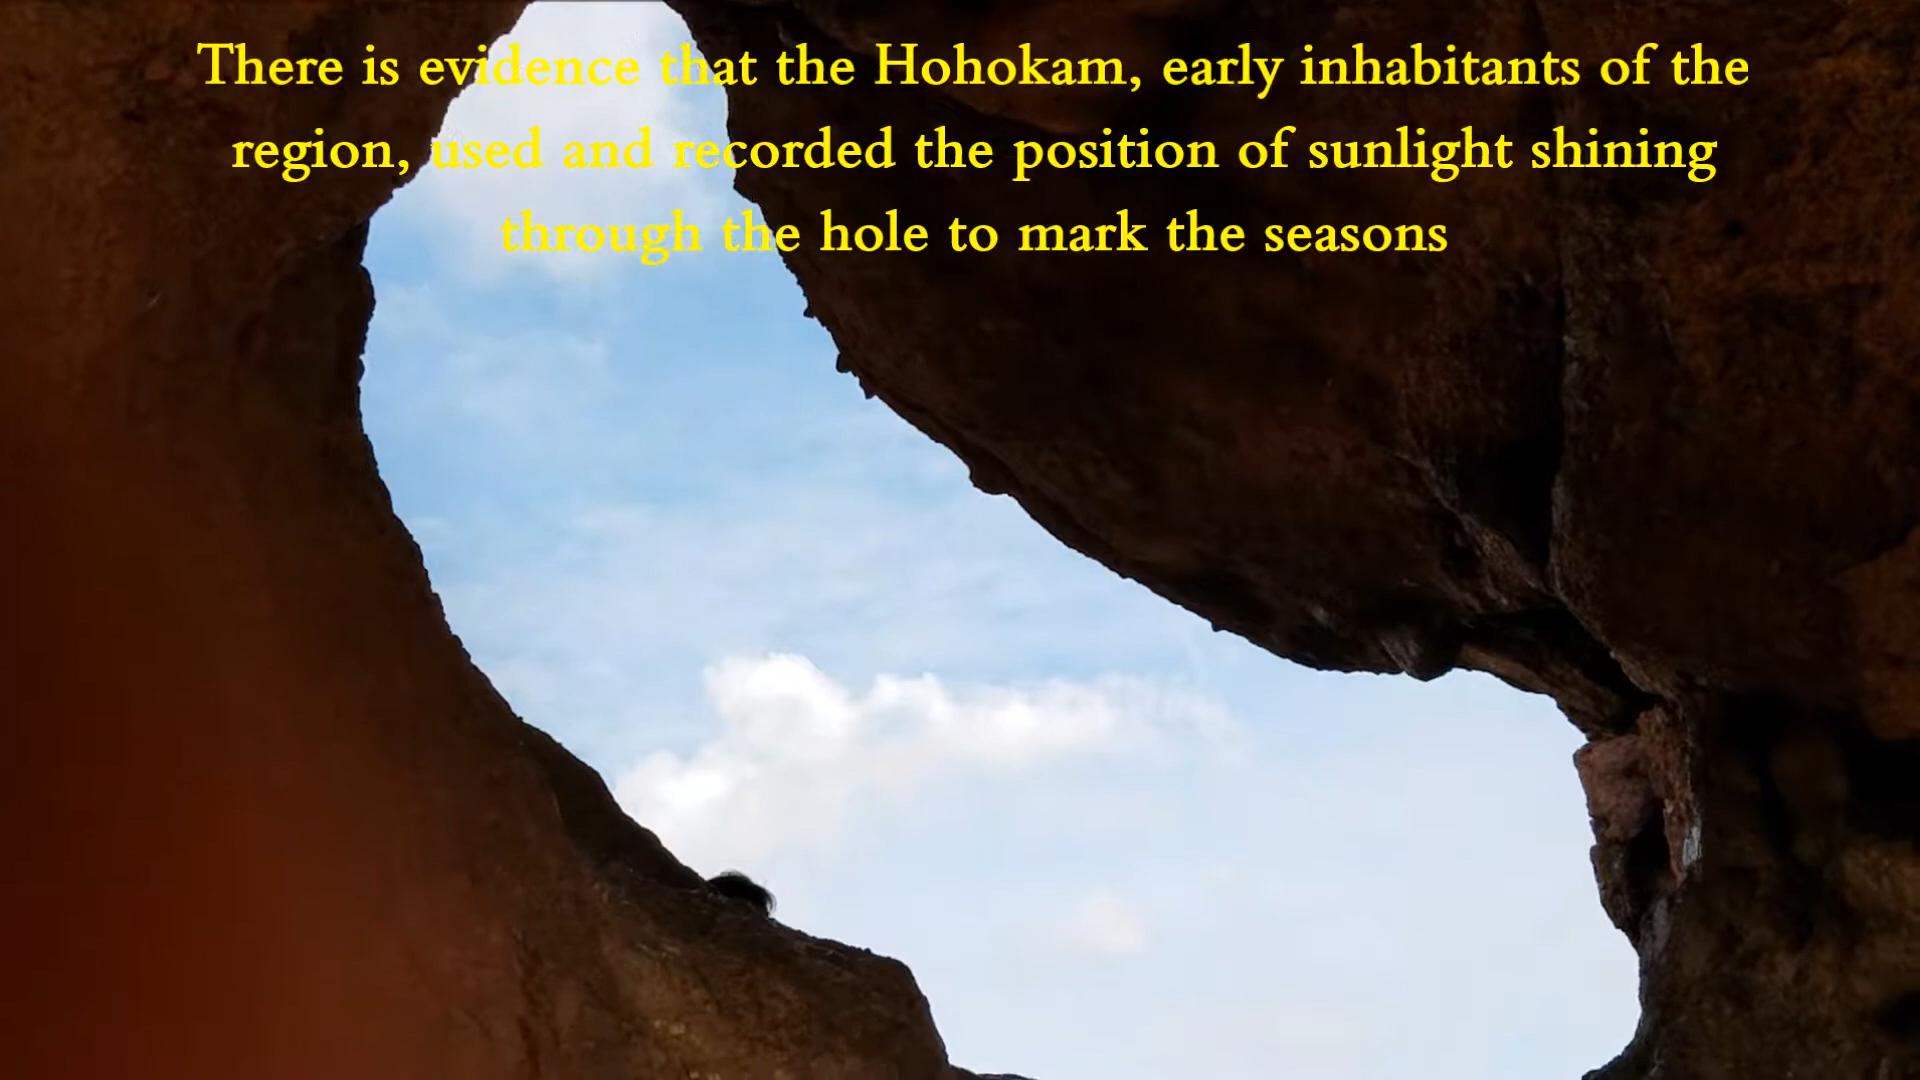 There is evidence that the Hohokam, early inhabitants of the
region, used and recorded the position of sunlight shining
through the hole to mark the seasons